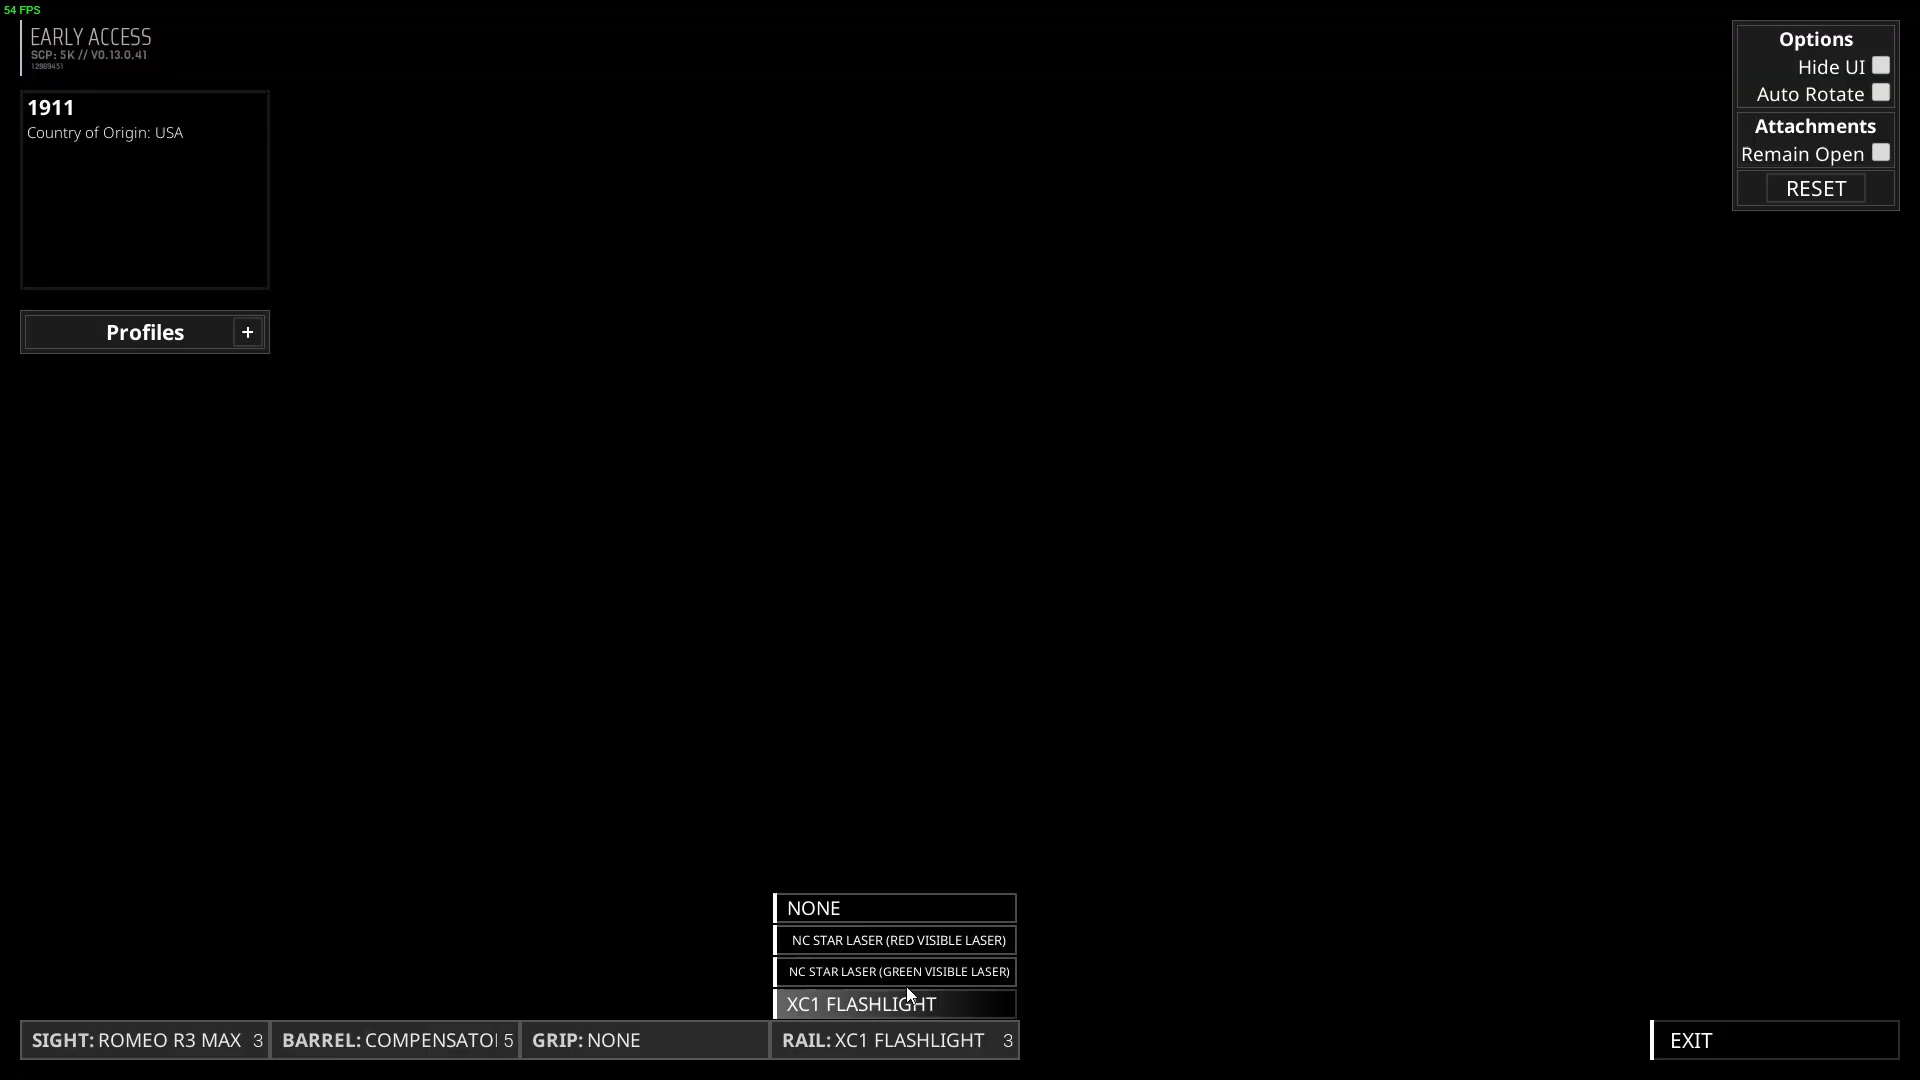 54 FPS
EARLY ACCESS
SCP: 5K // V0.13.0.41
12889451
1911
Country of Origin: USA
Profiles +
Options
Hide UI
Auto Rotate
Attachments
Remain Open
RESET
NONE
NC STAR LASER (RED VISIBLE LASER)
NC STAR LASER (GREEN VISIBLE LASER)
XC1 FLASHLIGHT
SIGHT: ROMEO R3 MAX 3
BARREL: COMPENSATO 5
GRIP: NONE
RAIL: XC1 FLASHLIGHT 3
EXIT